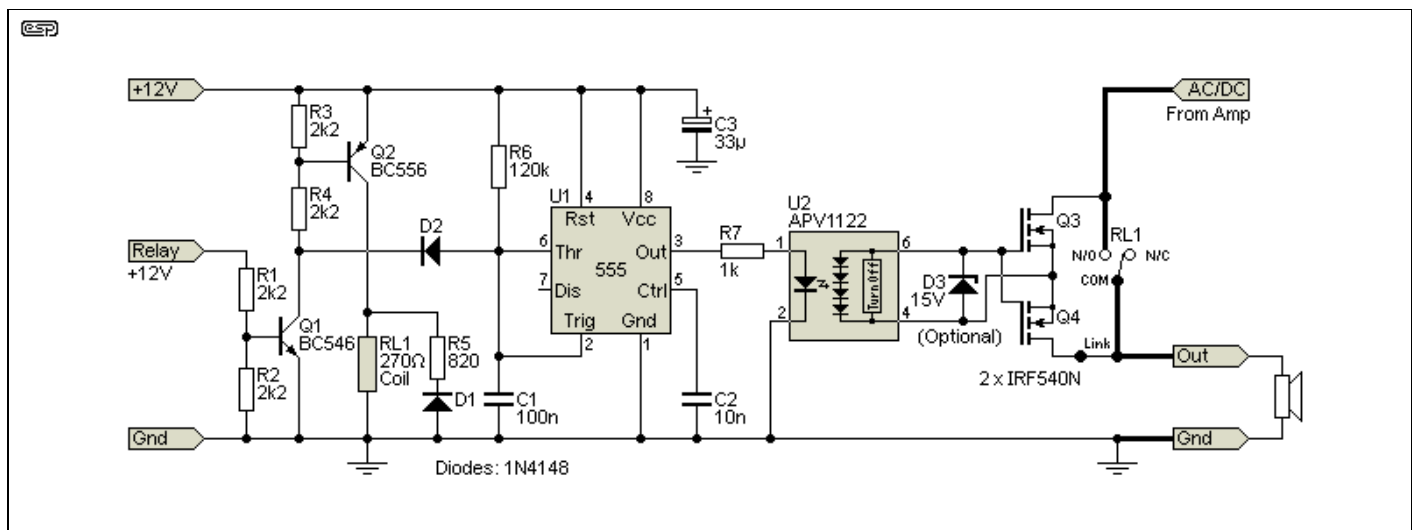 esp
+12V
AC/DC
From Amp
R3
2k2
Q2
BC556
C3
33µ
+
R6
120k
U1
4
8
Rst
Vcc
U2
APV1122
R4
2k2
D2
R7
1k
Q3
RL1
N/O
N/C
COM
Relay
+12V
6
Thr
Out
3
555
7
Dis
Ctrl
5
Trig
Gnd
2
1
1
6
Turn Off
2
4
D3
15V
(Optional)
Q4
Link
2 x IRF540N
R1
2k2
Q1
BC546
R2
2k2
RL1
270Ω
Coil
R5
820
D1
C1
100n
C2
10n
Out
Gnd
Gnd
Diodes: 1N4148